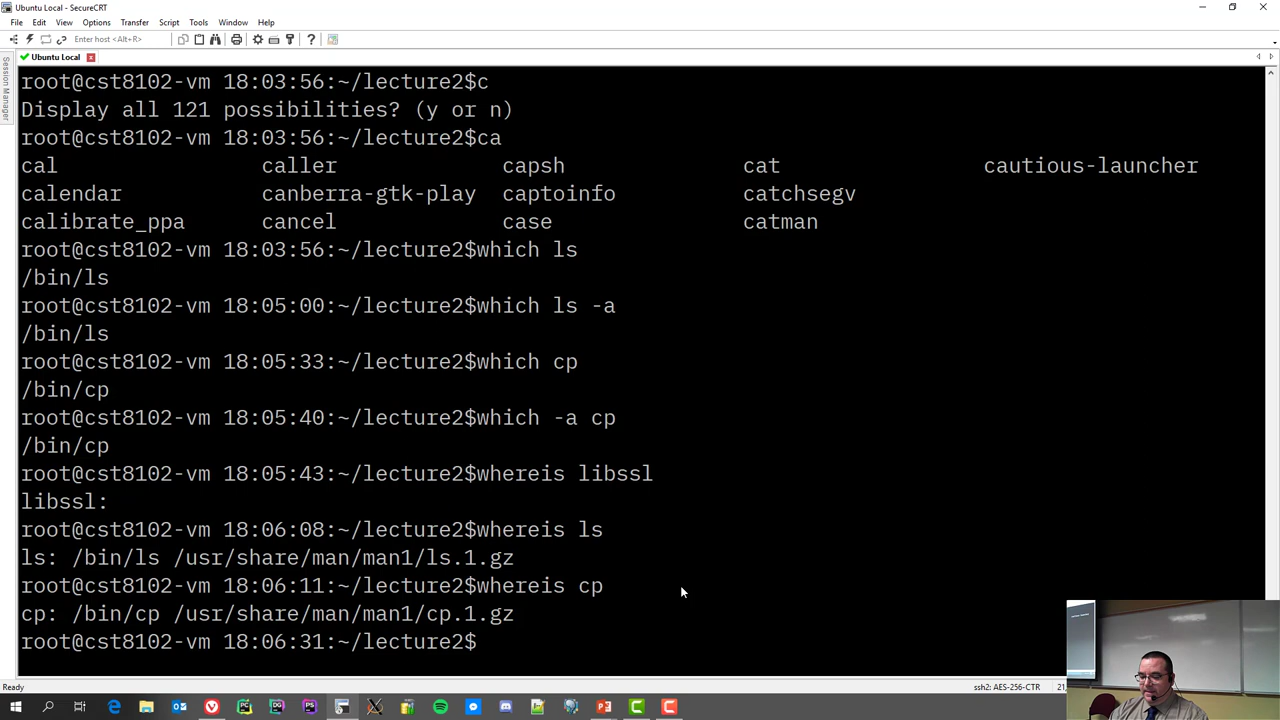 Ubuntu Local - SecureCRT
File Edit View Options Transfer Script Tools Window Help
Enter host <Alt+R>
Ubuntu Local
Session Manager
root@cst8102-vm 18:03:56:~/lecture2$c
Display all 121 possibilities? (y or n)
root@cst8102-vm 18:03:56:~/lecture2$ca
cal caller capsh cat cautious-launcher
calendar canberra-gtk-play captoinfo catchsegv
calibrate_ppa cancel case catman
root@cst8102-vm 18:03:56:~/lecture2$which ls
/bin/ls
root@cst8102-vm 18:05:00:~/lecture2$which ls -a
/bin/ls
root@cst8102-vm 18:05:33:~/lecture2$which cp
/bin/cp
root@cst8102-vm 18:05:40:~/lecture2$which -a cp
/bin/cp
root@cst8102-vm 18:05:43:~/lecture2$whereis libssl
libssl:
root@cst8102-vm 18:06:08:~/lecture2$whereis ls
ls: /bin/ls /usr/share/man/man1/ls.1.gz
root@cst8102-vm 18:06:11:~/lecture2$whereis cp
cp: /bin/cp /usr/share/man/man1/cp.1.gz
root@cst8102-vm 18:06:31:~/lecture2$
Ready ssh2: AES-256-CTR 21,